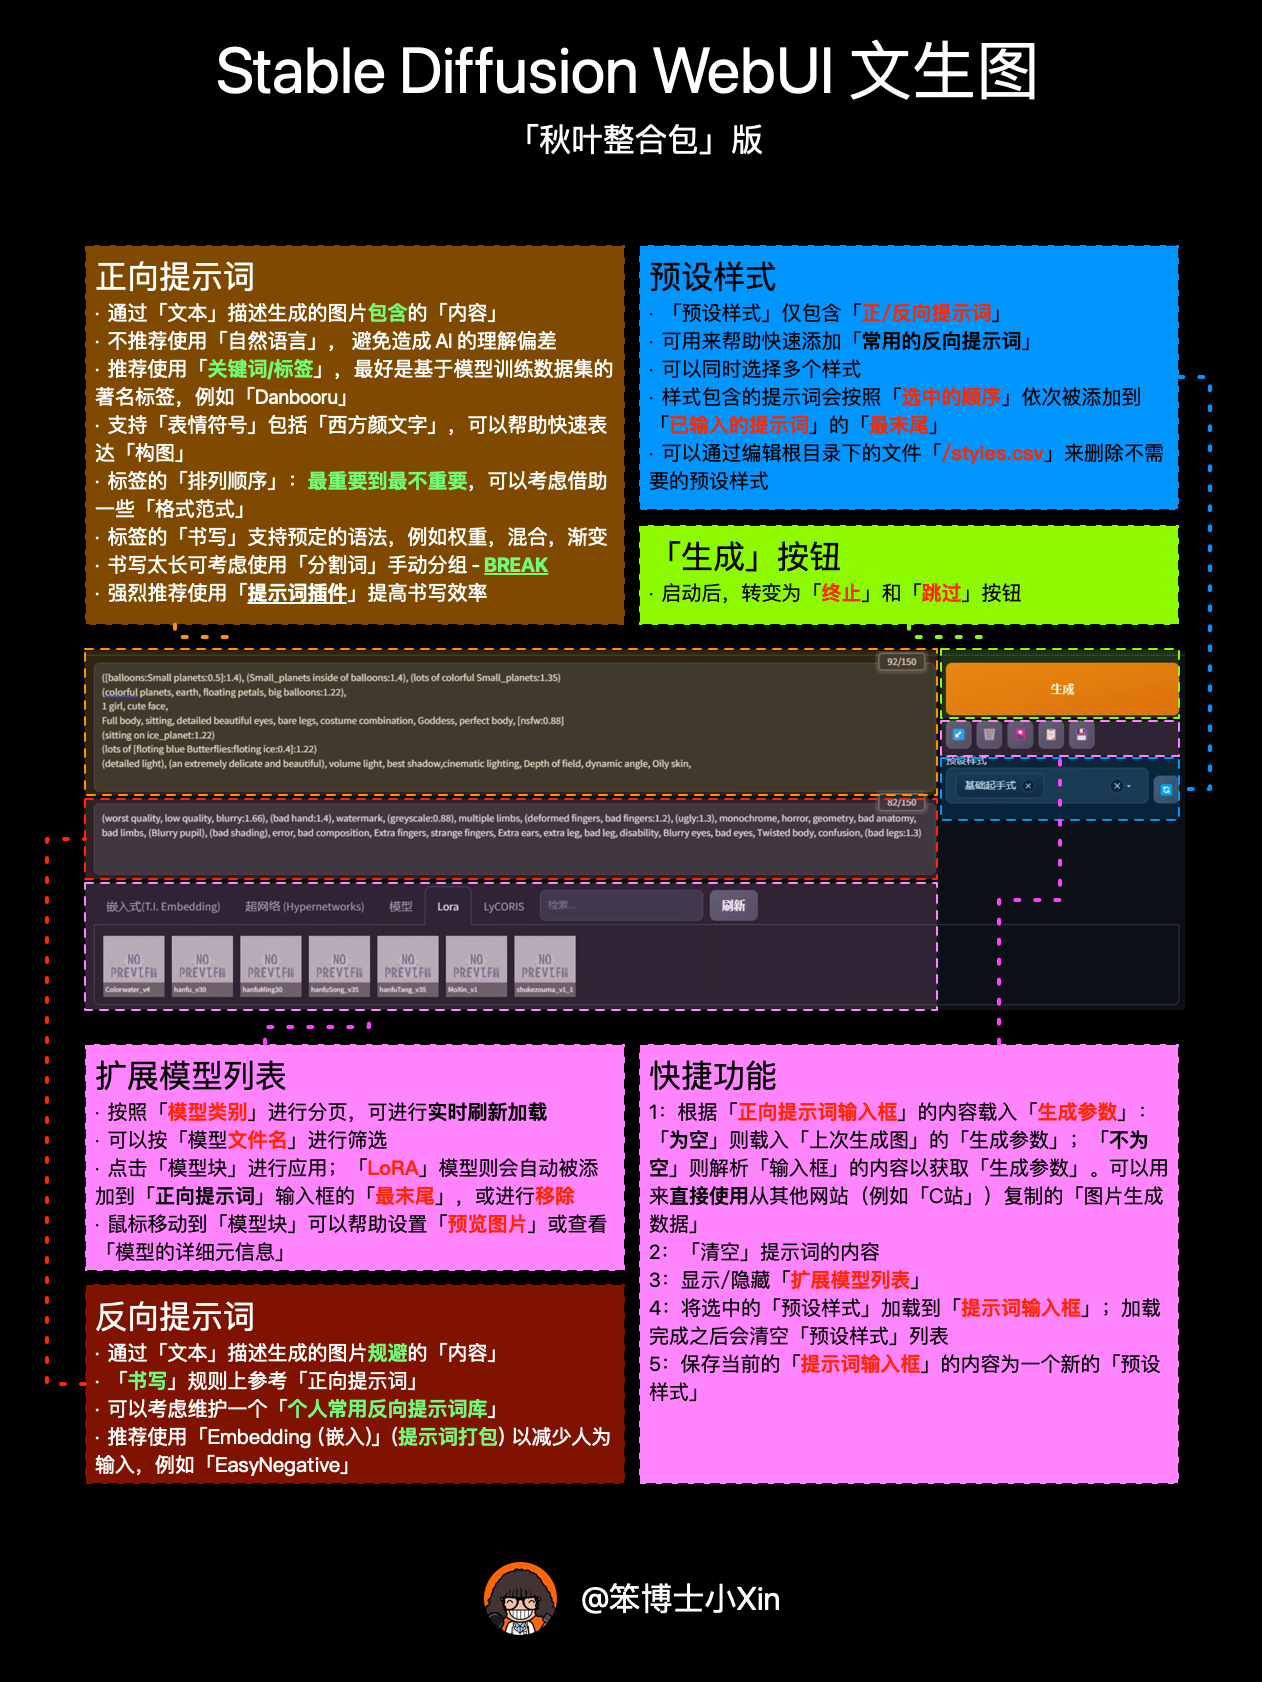 Stable Diffusion WebUI 文生图
「秋叶整合包」版
正向提示词
· 通过「文本」描述生成的图片包含的「内容」
· 不推荐使用「自然语言」， 避免造成 AI 的理解偏差
· 推荐使用「关键词/标签」，最好是基于模型训练数据集的
著名标签，例如「Danbooru」
· 支持「表情符号」包括「西方颜文字」，可以帮助快速表
达「构图」
· 标签的「排列顺序」：最重要到最不重要，可以考虑借助
一些「格式范式」
· 标签的「书写」支持预定的语法，例如权重，混合，渐变
· 书写太长可考虑使用「分割词」手动分组 - BREAK
· 强烈推荐使用「提示词插件」提高书写效率
预设样式
· 「预设样式」仅包含「正/反向提示词」
· 可用来帮助快速添加「常用的反向提示词」
· 可以同时选择多个样式
· 样式包含的提示词会按照「选中的顺序」依次被添加到
「已输入的提示词」的「最末尾」
· 可以通过编辑根目录下的文件「/styles.csv」来删除不需
要的预设样式
「生成」按钮
· 启动后，转变为「终止」和「跳过」按钮
92/150
([balloons:Small planets:0.5]:1.4), (Small_planets inside of balloons:1.4), (lots of colorful Small_planets:1.35)
(colorful planets, earth, floating petals, big balloons:1.22),
1 girl, cute face,
Full body, sitting, detailed beautiful eyes, bare legs, costume combination, Goddess, perfect body, [nsfw:0.88]
(sitting on ice_planet:1.22)
(lots of [floting blue Butterflies:floting ice:0.4]:1.22)
(detailed light), (an extremely delicate and beautiful), volume light, best shadow,cinematic lighting, Depth of field, dynamic angle, Oily skin,
生成
预设样式
基础起手式
82/150
(worst quality, low quality, blurry:1.66), (bad hand:1.4), watermark, (greyscale:0.88), multiple limbs, (deformed fingers, bad fingers:1.2), (ugly:1.3), monochrome, horror, geometry, bad anatomy,
bad limbs, (Blurry pupil), (bad shading), error, bad composition, Extra fingers, strange fingers, Extra ears, extra leg, bad leg, disability, Blurry eyes, bad eyes, Twisted body, confusion, (bad legs:1.3)
嵌入式(T.I. Embedding) 超网络 (Hypernetworks) 模型 Lora LyCORIS 检索... 刷新
NO PREVIEW NO PREVIEW NO PREVIEW NO PREVIEW NO PREVIEW NO PREVIEW NO PREVIEW
Colorwater_v4 hanfu_v30 hanfuMing30 hanfuSong_v35 hanfuTang_v35 MoXin_v1 shukezouma_v1_1
扩展模型列表
· 按照「模型类别」进行分页，可进行实时刷新加载
· 可以按「模型文件名」进行筛选
· 点击「模型块」进行应用；「LoRA」模型则会自动被添
加到「正向提示词」输入框的「最末尾」，或进行移除
· 鼠标移动到「模型块」可以帮助设置「预览图片」或查看
「模型的详细元信息」
反向提示词
· 通过「文本」描述生成的图片规避的「内容」
· 「书写」规则上参考「正向提示词」
· 可以考虑维护一个「个人常用反向提示词库」
· 推荐使用「Embedding (嵌入)」(提示词打包) 以减少人为
输入，例如「EasyNegative」
快捷功能
1：根据「正向提示词输入框」的内容载入「生成参数」：
「为空」则载入「上次生成图」的「生成参数」；「不为
空」则解析「输入框」的内容以获取「生成参数」。可以用
来直接使用从其他网站（例如「C站」）复制的「图片生成
数据」
2：「清空」提示词的内容
3：显示/隐藏「扩展模型列表」
4：将选中的「预设样式」加载到「提示词输入框」；加载
完成之后会清空「预设样式」列表
5：保存当前的「提示词输入框」的内容为一个新的「预设
样式」
@笨博士小Xin